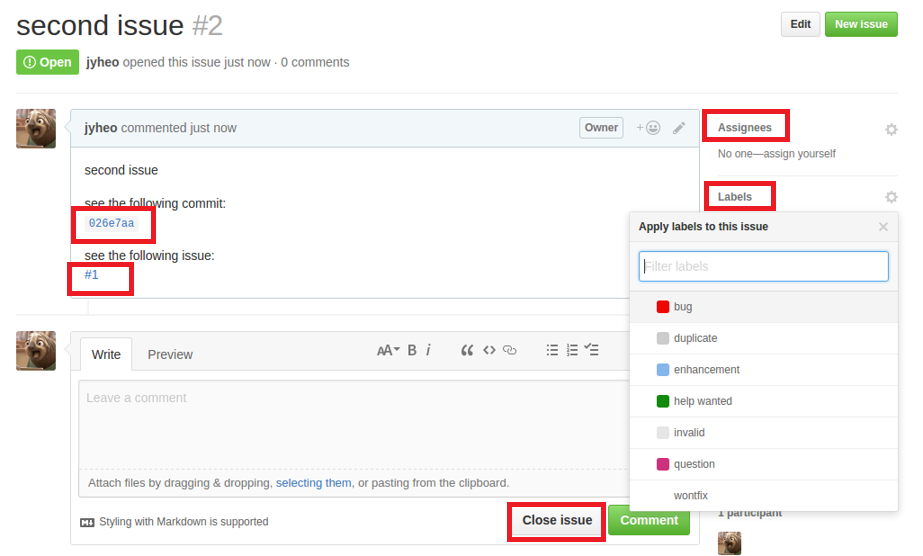 second issue #2
Edit
New issue
Open
jyheo opened this issue just now · 0 comments
jyheo commented just now
Owner
Assignees
No one—assign yourself
second issue
see the following commit:
026e7aa
see the following issue:
#1
Labels
Apply labels to this issue
Filter labels
bug
duplicate
enhancement
help wanted
invalid
question
wontfix
Write
Preview
AA B i
Leave a comment
Attach files by dragging & dropping, selecting them, or pasting from the clipboard.
Styling with Markdown is supported
Close issue
Comment
1 participant